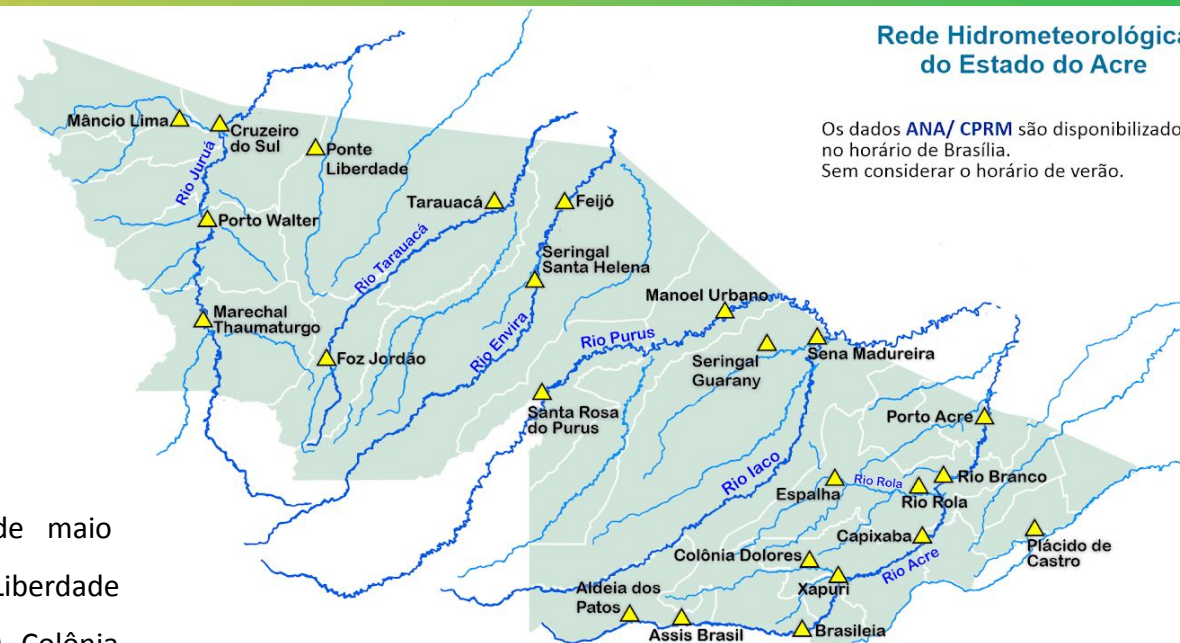 Rede Hidrometeorológica
do Estado do Acre
Os dados ANA/ CPRM são disponibilizado
no horário de Brasília.
Sem considerar o horário de verão.
Mâncio Lima
Cruzeiro
do Sul
Ponte
Liberdade
Rio Juruá
Porto Walter
Tarauacá
Feijó
Rio Tarauacá
Seringal
Santa Helena
Marechal
Thaumaturgo
Foz Jordão
Rio Envira
Manoel Urbano
Rio Purus
Seringal
Guarany
Sena Madureira
Santa Rosa
do Purus
Porto Acre
Rio Iaco
Espalha
Rio Rola
Rio Rola
Rio Branco
Capixaba
Plácido de
Castro
Colônia Dolores
Rio Acre
Xapuri
Aldeia dos
Patos
Assis Brasil
Brasileia
de maio
Liberdade
Colônia